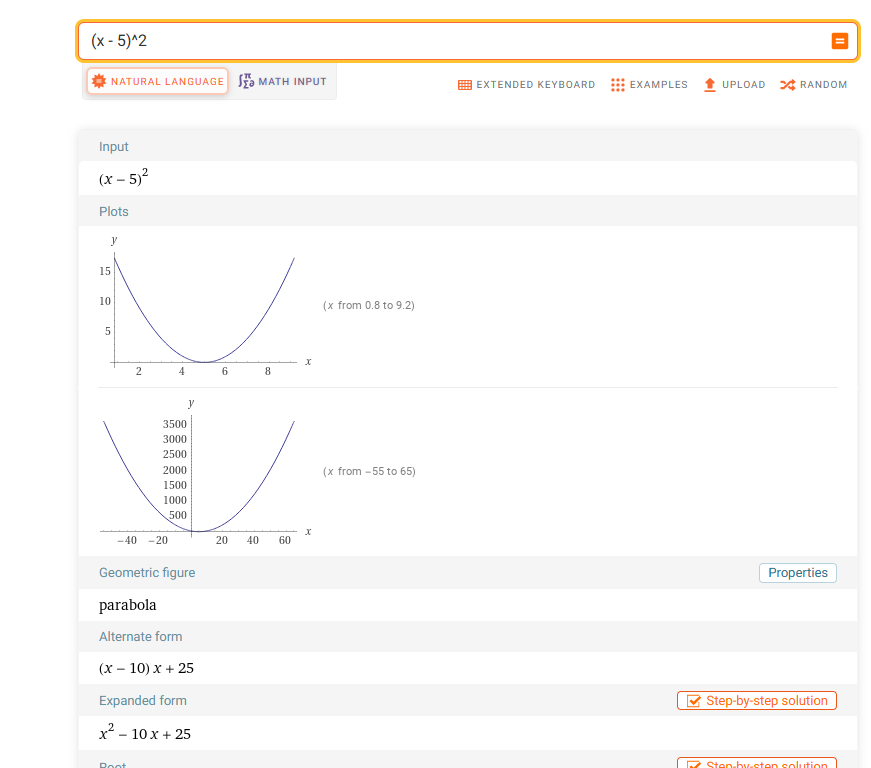 (x - 5)^2
NATURAL LANGUAGE MATH INPUT EXTENDED KEYBOARD EXAMPLES UPLOAD RANDOM
Input
(x − 5)²
Plots
y
15
10
5
(x from 0.8 to 9.2)
x
2 4 6 8
y
3500
3000
2500
2000
1500
1000
500
(x from −55 to 65)
x
−40 −20 20 40 60
Geometric figure Properties
parabola
Alternate form
(x − 10) x + 25
Expanded form Step-by-step solution
x² − 10 x + 25
Root Step-by-step solution